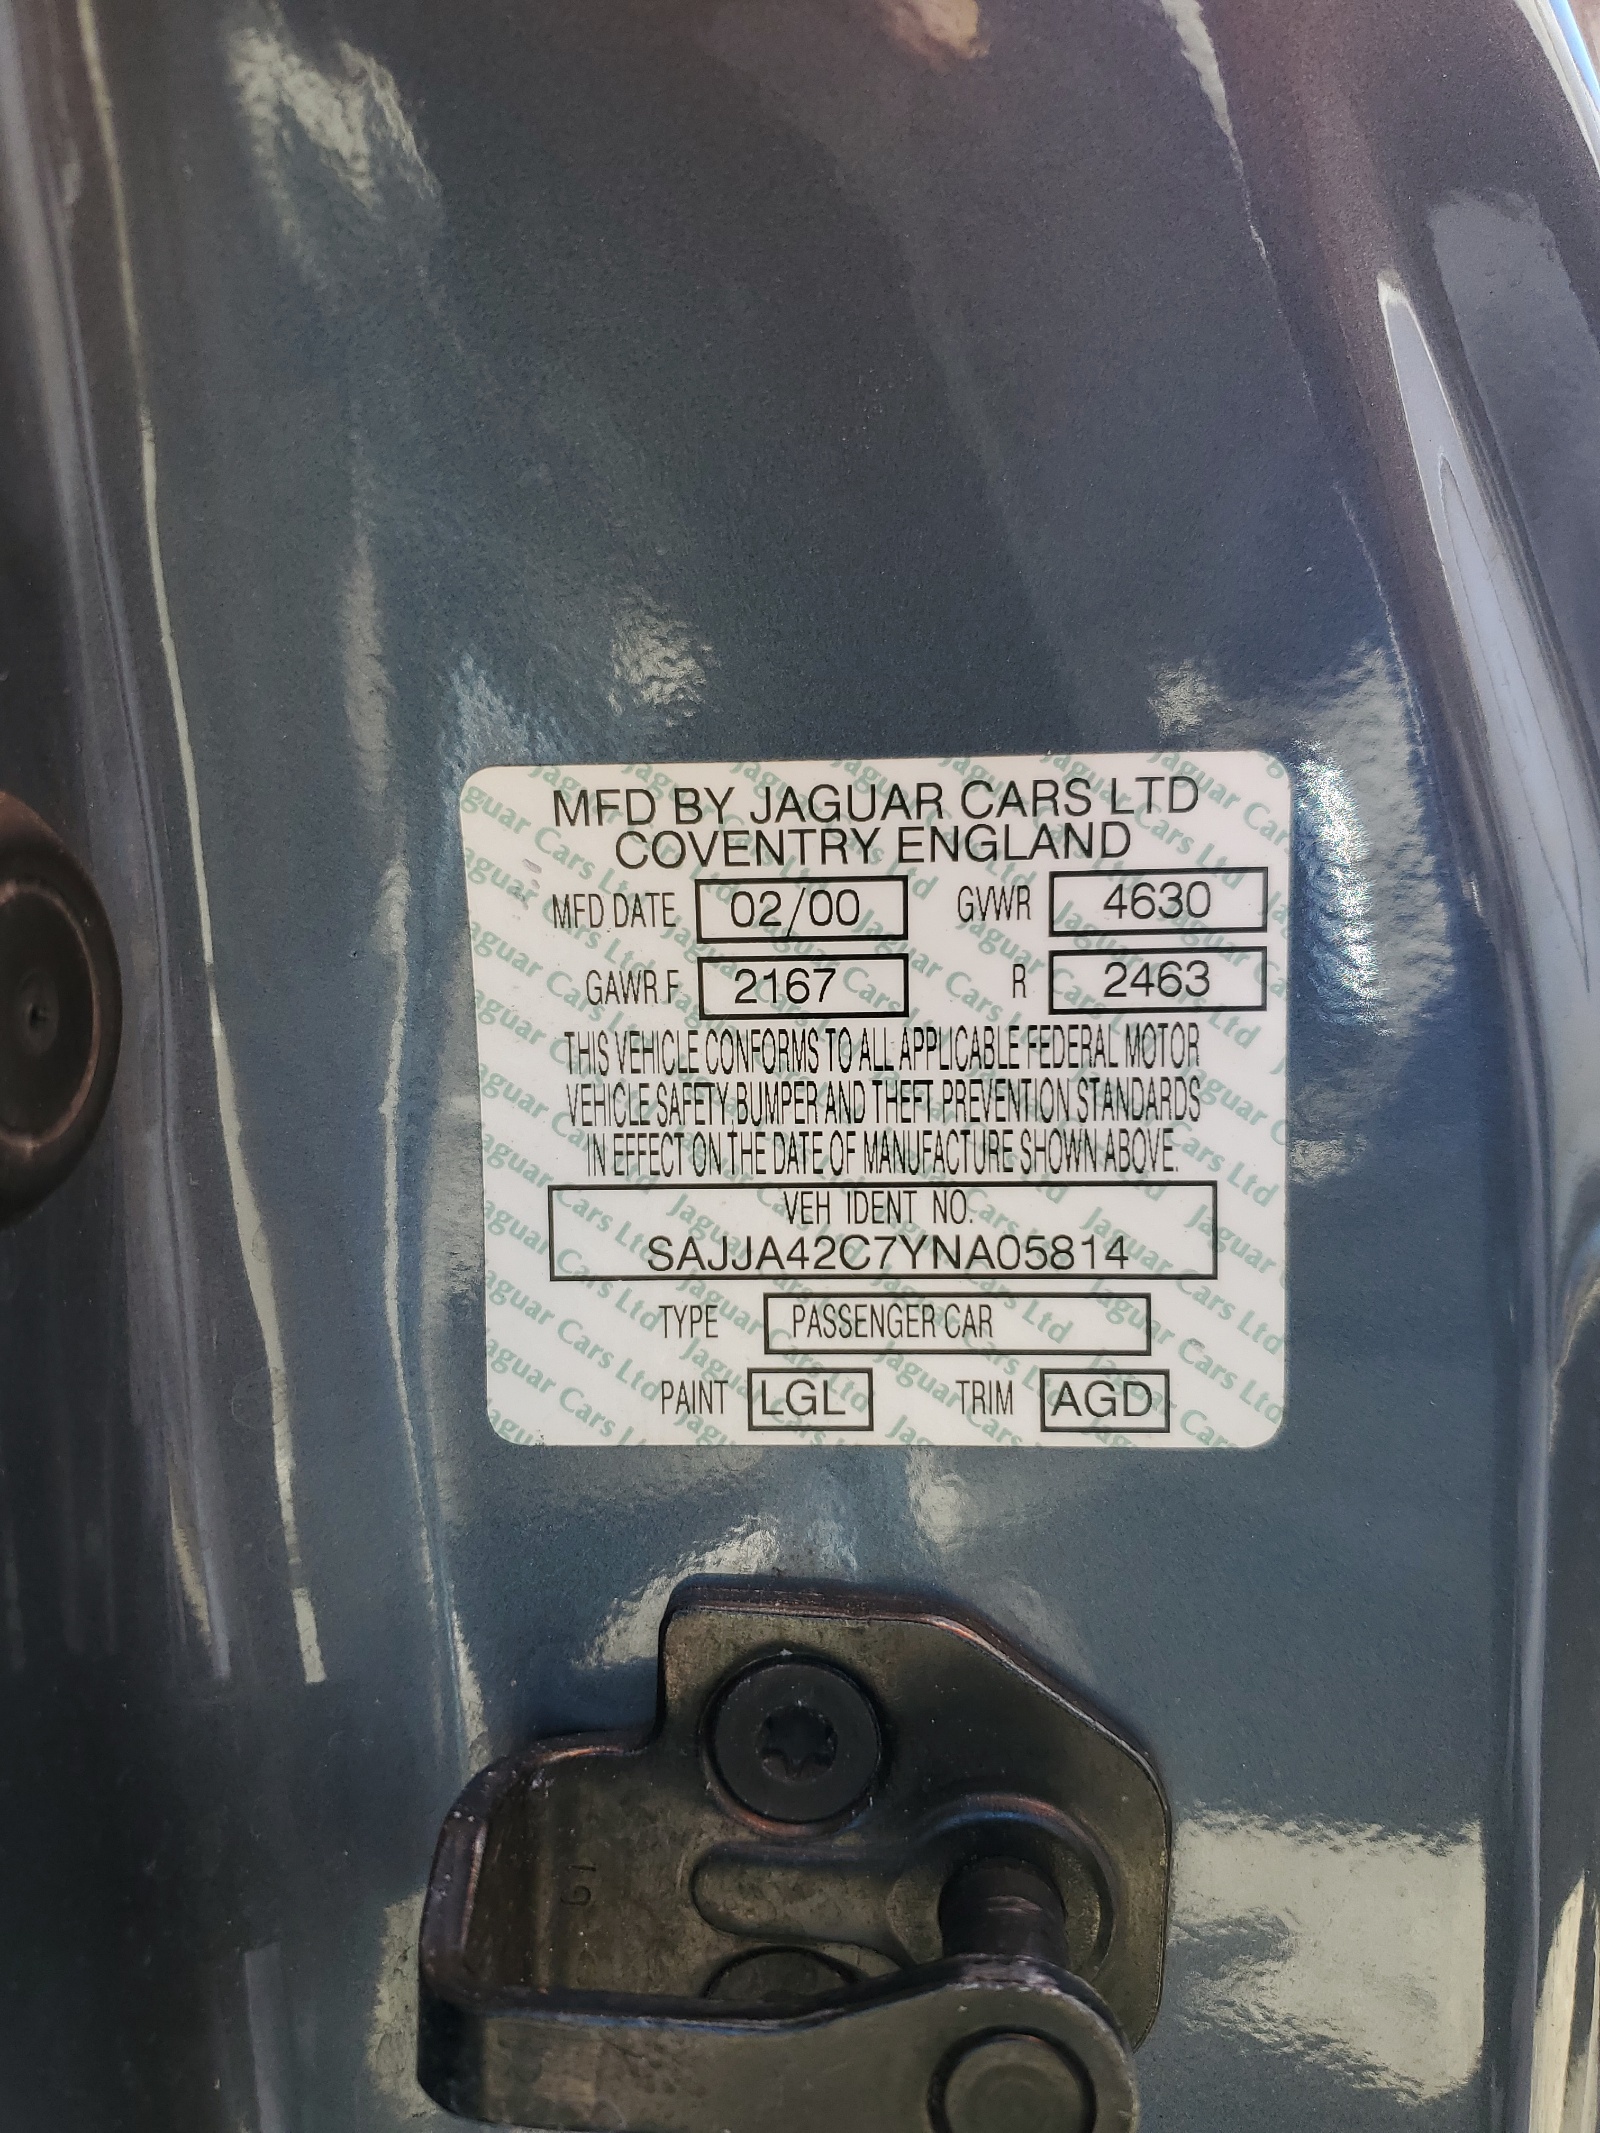 MFD BY JAGUAR CARS LTD
COVENTRY ENGLAND
MFD DATE 02/00 GVWR 4630
GAWR F 2167 R 2463
THIS VEHICLE CONFORMS TO ALL APPLICABLE FEDERAL MOTOR
VEHICLE SAFETY, BUMPER AND THEFT PREVENTION STANDARDS
IN EFFECT ON THE DATE OF MANUFACTURE SHOWN ABOVE.
VEH IDENT NO.
SAJJA42C7YNA05814
TYPE PASSENGER CAR
PAINT LGL TRIM AGD
61